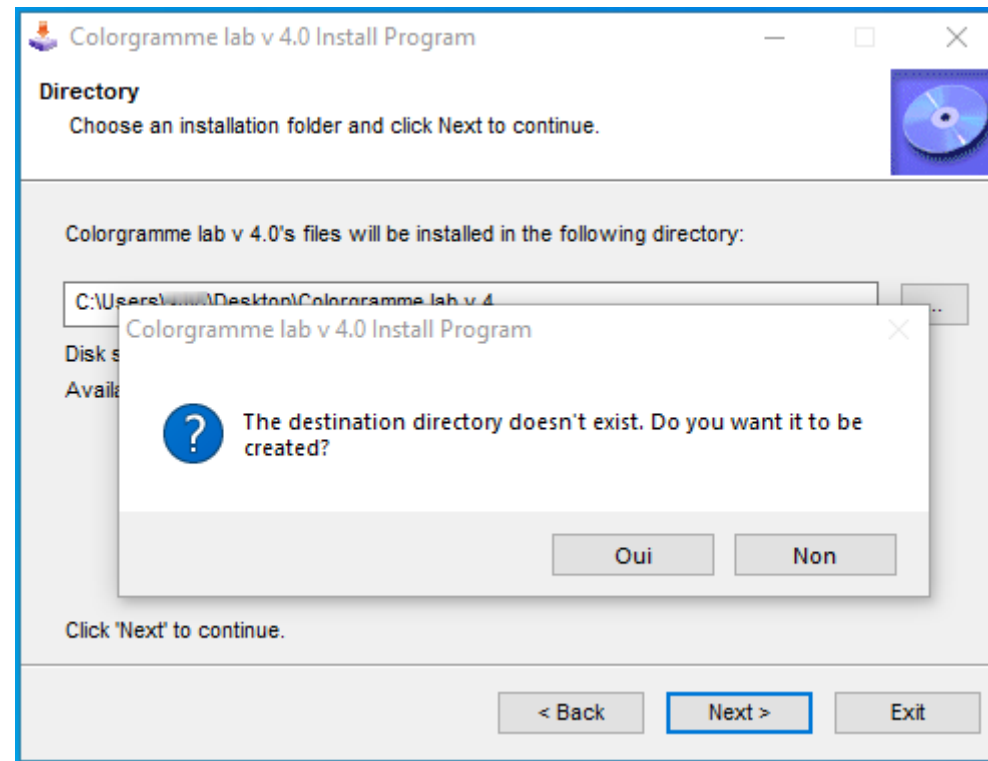 Colorgramme lab v 4.0 Install Program
Directory
Choose an installation folder and click Next to continue.
Colorgramme lab v 4.0's files will be installed in the following directory:
C:\Users\ \Desktop\Colorgramme lab v 4
..
Colorgramme lab v 4.0 Install Program
Disk
The destination directory doesn't exist. Do you want it to be
created?
Oui Non
Click 'Next' to continue.
< Back Next > Exit